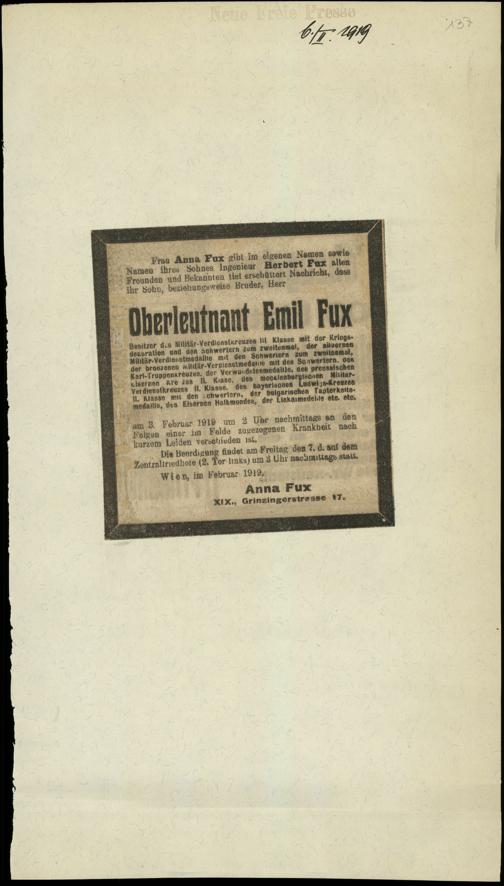 Neue Freie Presse
6./II. 1919
137
Frau Anna Fux gibt im eigenen Namen sowie
Namen ihres Sohnes Ingenieur Herbert Fux allen
Freunden und Bekannten tief erschüttert Nachricht, dass
ihr Sohn, beziehungsweise Bruder, Herr
Oberleutnant Emil Fux
Besitzer des Militär-Verdienstkreuzes III. Klasse mit der Kriegs-
dekoration und den Schwertern zum zweitenmal, der silbernen
Militär-Verdienstmedaille mit den Schwertern zum zweitenmal,
der bronzenen Militär-Verdienstmedaille mit den Schwertern, des
Karl-Truppenkreuzes, der Verwundetenmedaille, des preussischen
Eisernen Kreuzes II. Klasse, des mecklenburgischen Militär-
Verdienstkreuzes II. Klasse, des bayerischen Ludwigs-Kreuzes
II. Klasse mit den Schwertern, der bulgarischen Tapferkeits-
medaille, des Eisernen Halbmondes, der Liakatmedaille etc. etc.
am 3. Februar 1919 um 2 Uhr nachmittags an den
Folgen einer im Felde zugezogenen Krankheit nach
kurzem Leiden verschieden ist.
Die Beerdigung findet am Freitag den 7. d. auf dem
Zentralfriedhofe (2. Tor links) um 3 Uhr nachmittags statt.
Wien, im Februar 1919.
Anna Fux
XIX., Grinzingerstrasse 17.